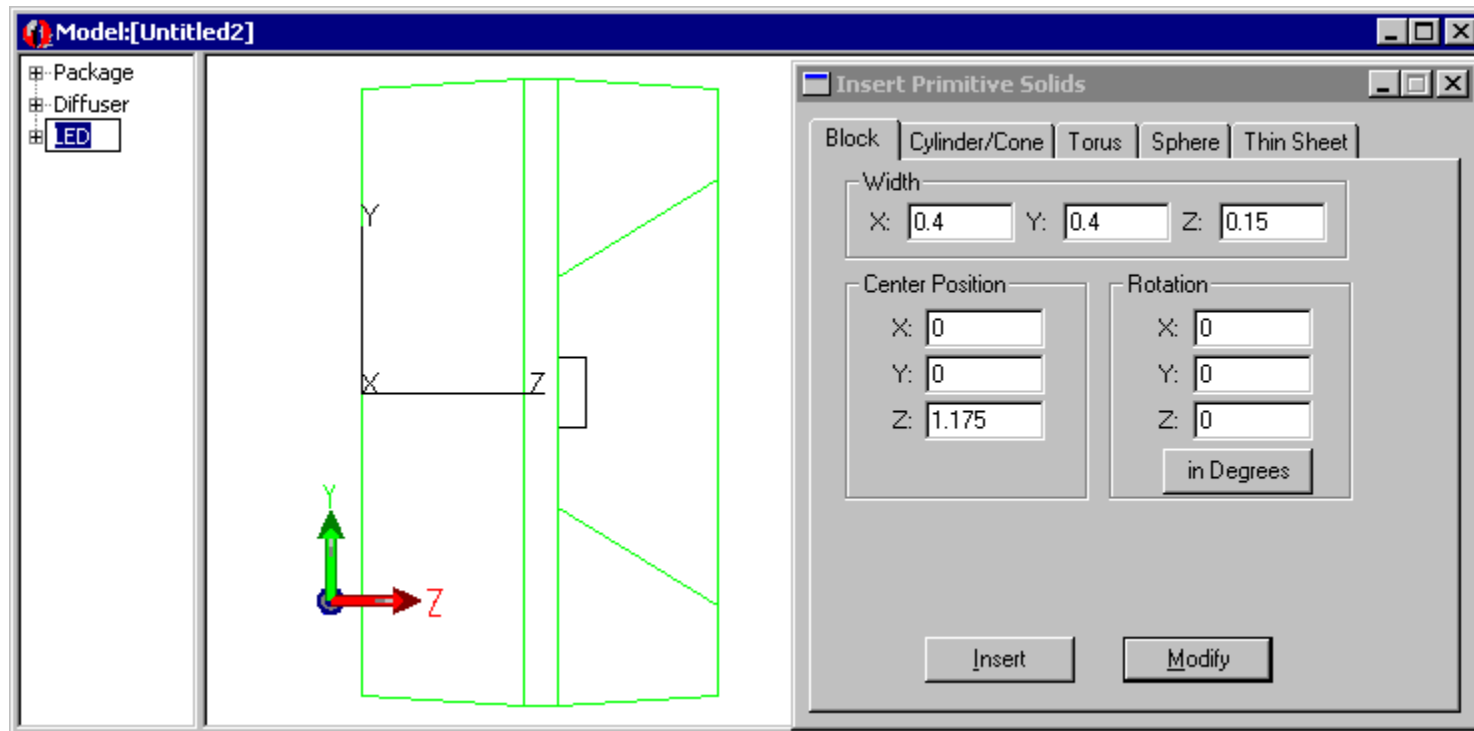 Model:[Untitled2]
Package
Diffuser
LED
Y
X Z
Y
Z
Insert Primitive Solids
Block Cylinder/Cone Torus Sphere Thin Sheet
Width
X: 0.4 Y: 0.4 Z: 0.15
Center Position Rotation
X: 0 X: 0
Y: 0 Y: 0
Z: 1.175 Z: 0
in Degrees
Insert Modify